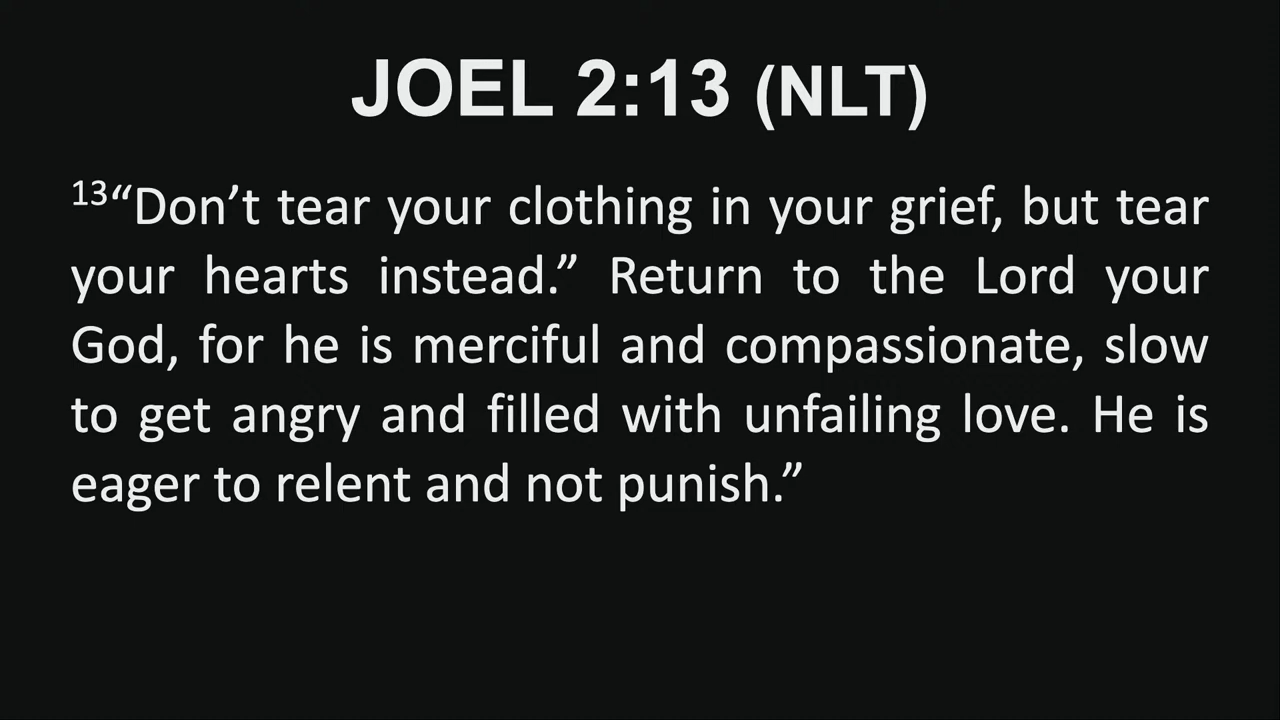 JOEL 2:13 (NLT)
13“Don’t tear your clothing in your grief, but tear
your hearts instead.” Return to the Lord your
God, for he is merciful and compassionate, slow
to get angry and filled with unfailing love. He is
eager to relent and not punish.”